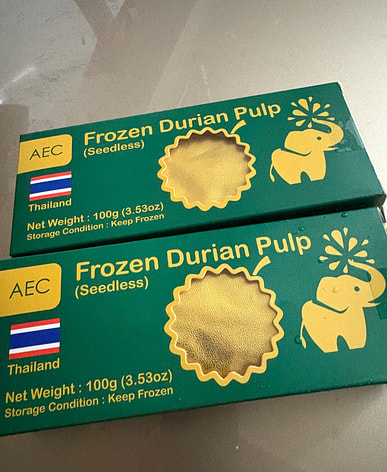 AEC
Frozen Durian Pulp
(Seedless)
Thailand
Net Weight : 100g (3.53oz)
Storage Condition : Keep Frozen
AEC
Frozen Durian Pulp
(Seedless)
Thailand
Net Weight : 100g (3.53oz)
Storage Condition : Keep Frozen